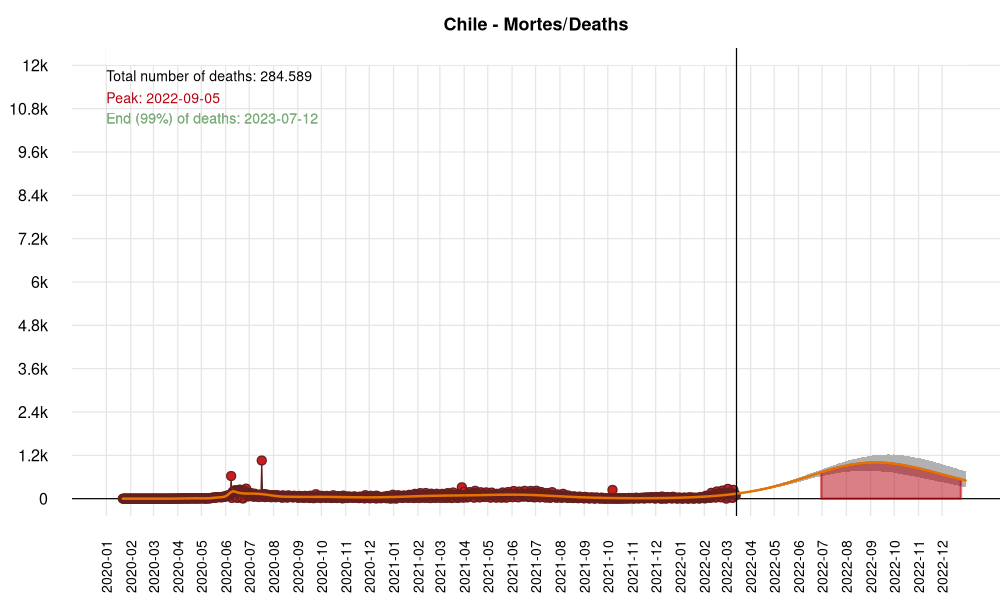 Chile - Mortes/Deaths
Total number of deaths: 284.589
Peak: 2022-09-05
End (99%) of deaths: 2023-07-12
12k
10.8k
9.6k
8.4k
7.2k
6k
4.8k
3.6k
2.4k
1.2k
0
2020-01
2020-02
2020-03
2020-04
2020-05
2020-06
2020-07
2020-08
2020-09
2020-10
2020-11
2020-12
2021-01
2021-02
2021-03
2021-04
2021-05
2021-06
2021-07
2021-08
2021-09
2021-10
2021-11
2021-12
2022-01
2022-02
2022-03
2022-04
2022-05
2022-06
2022-07
2022-08
2022-09
2022-10
2022-11
2022-12